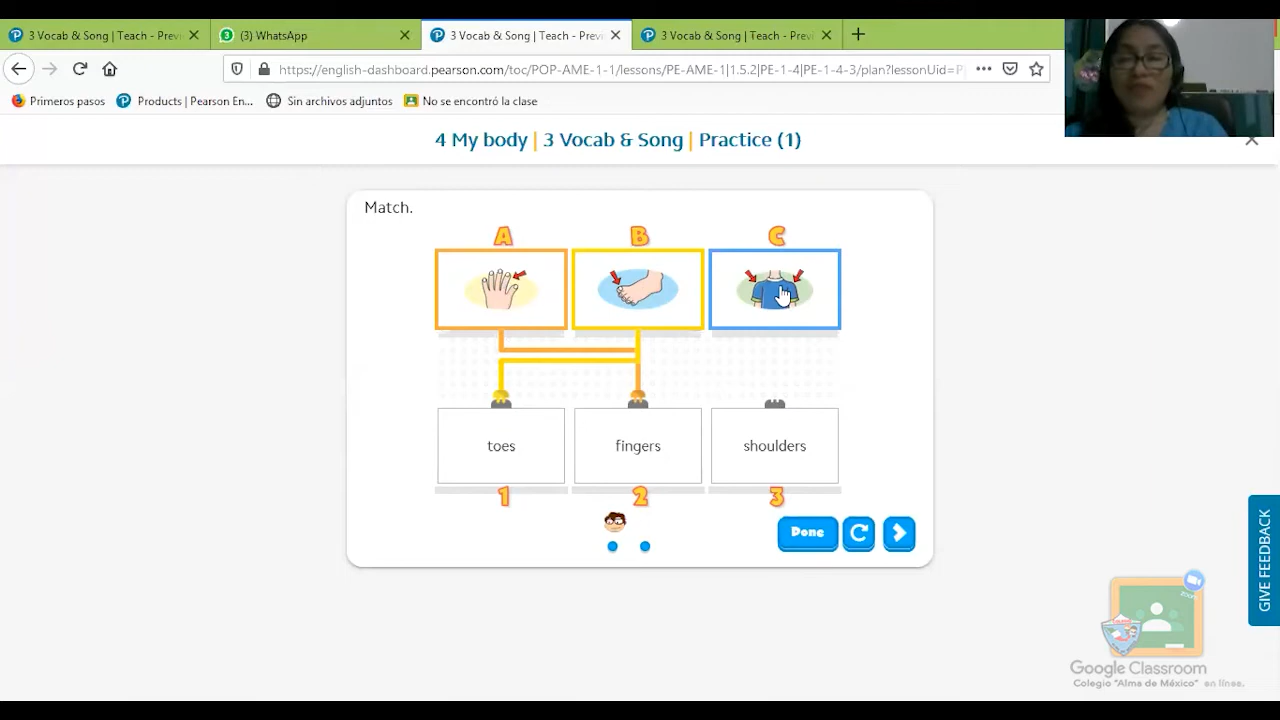 3 Vocab & Song | Teach - Previ
(3) WhatsApp
3 Vocab & Song | Teach - Previ
3 Vocab & Song | Teach - Previ
https://english-dashboard.pearson.com/toc/POP-AME-1-1/lessons/PE-AME-1|1.5.2|PE-1-4|PE-1-4-3/plan?lessonUid=P
Primeros pasos
Products | Pearson En...
Sin archivos adjuntos
No se encontró la clase
4 My body | 3 Vocab & Song | Practice (1)
Match.
A B C
toes fingers shoulders
1 2 3
Done
GIVE FEEDBACK
zoom
Google Classroom
Colegio "Alma de México" en línea.